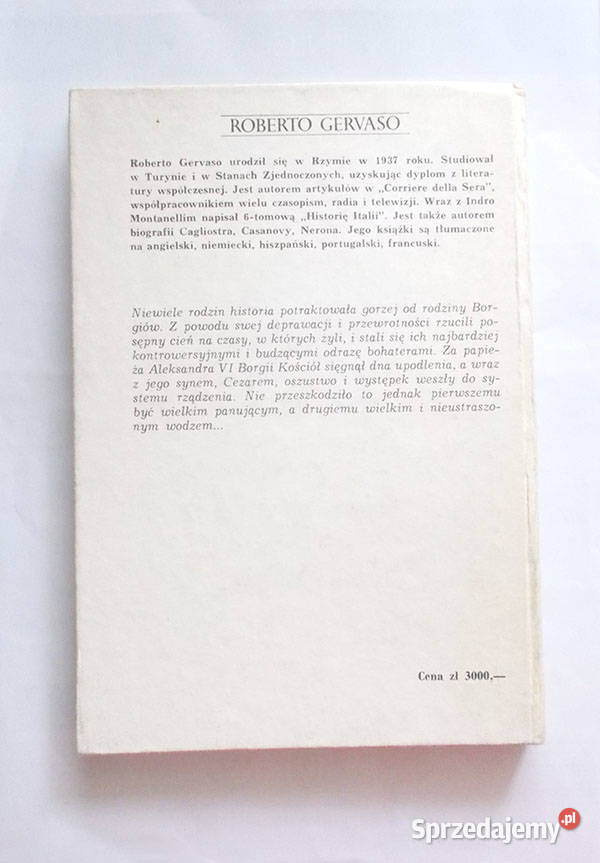 ROBERTO GERVASO
Roberto Gervaso urodził się w Rzymie w 1937 roku. Studiował
w Turynie i w Stanach Zjednoczonych, uzyskując dyplom z litera-
tury współczesnej. Jest autorem artykułów w „Corriere della Sera",
współpracownikiem wielu czasopism, radia i telewizji. Wraz z Indro
Montanellim napisał 6-tomową „Historię Italii". Jest także autorem
biografii Cagliostra, Casanovy, Nerona. Jego książki są tłumaczone
na angielski, niemiecki, hiszpański, portugalski, francuski.
Niewiele rodzin historia potraktowała gorzej od rodziny Bor-
giów. Z powodu swej deprawacji i przewrotności rzucili po-
sępny cień na czasy, w których żyli, i stali się ich najbardziej
kontrowersyjnymi i budzącymi odrazę bohaterami. Za papie-
ża Aleksandra VI Borgii Kościół sięgnął dna upodlenia, a wraz
z jego synem, Cezarem, oszustwo i występek weszły do sy-
stemu rządzenia. Nie przeszkodziło to jednak pierwszemu
być wielkim panującym, a drugiemu wielkim i nieustraszo-
nym wodzem...
Cena zł 3000,—
Sprzedajemy.pl